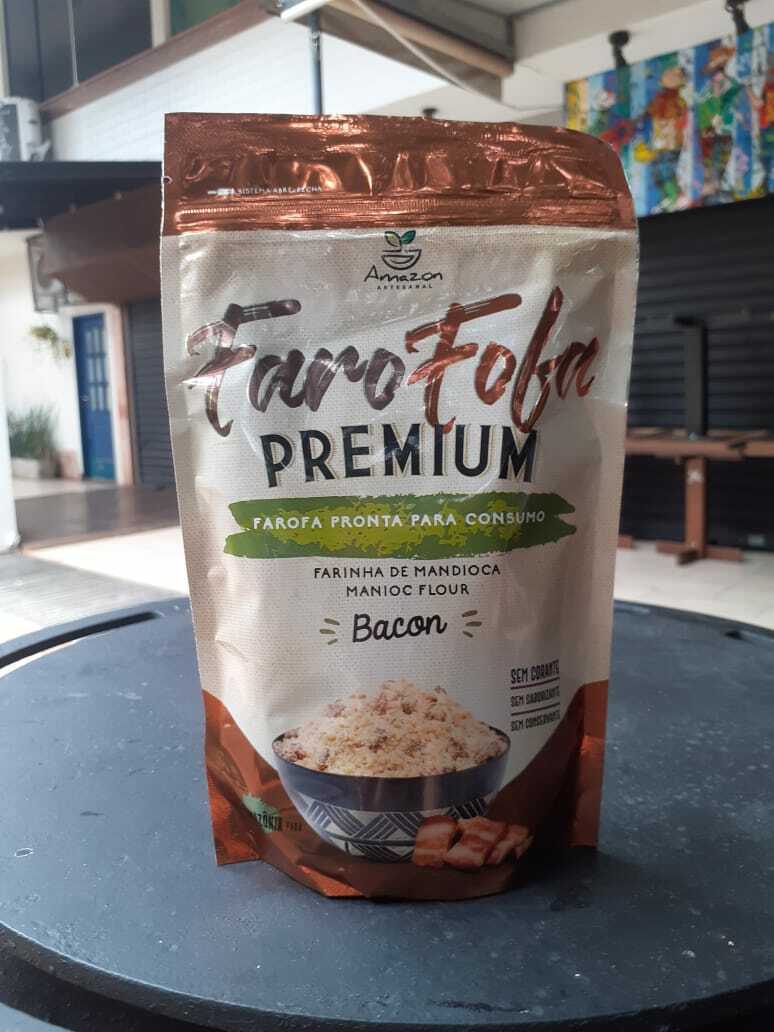 SISTEMA ABRE-FECHA
Amazon
ARTESANAL
FaroFofa
PREMIUM
FAROFA PRONTA PARA CONSUMO
FARINHA DE MANDIOCA
MANIOC FLOUR
Bacon
SEM CORANTE
SEM SABORIZANTE
SEM CONSERVANTE